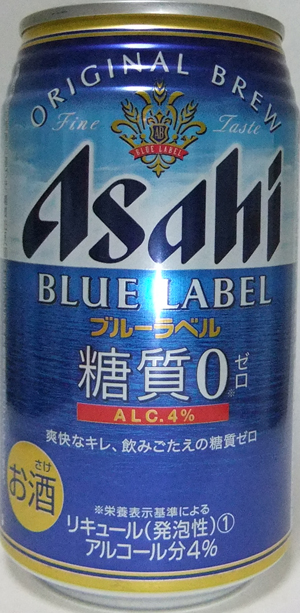 ORIGINAL BREW
Fine Taste
AB
BLUE LABEL
Asahi
BLUE LABEL
ブルーラベル
糖質0※ ゼロ
ALC.4%
爽快なキレ、飲みごたえの糖質ゼロ
さけ
お酒
※栄養表示基準による
リキュール(発泡性)①
アルコール分4%